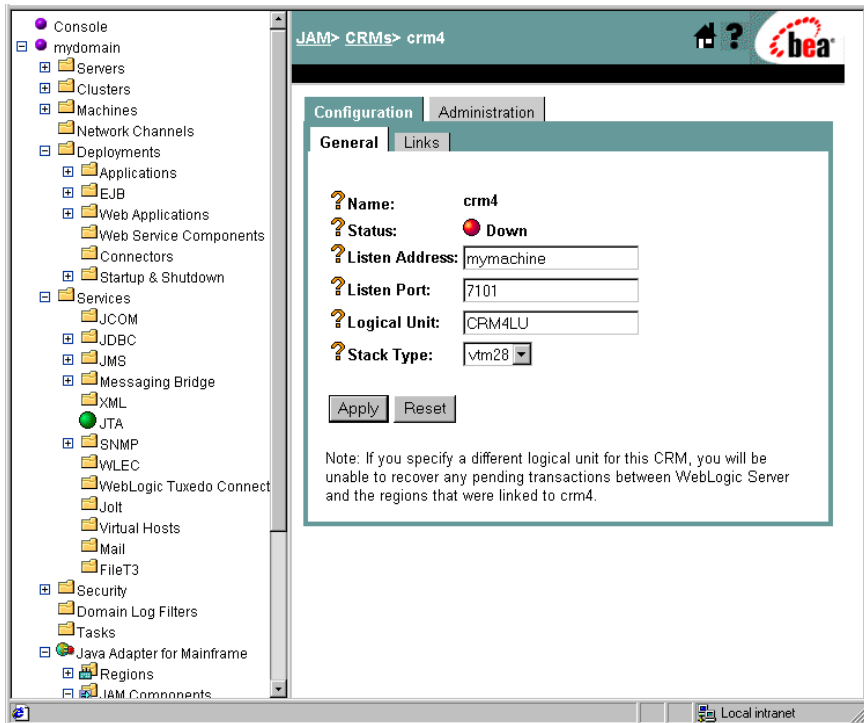 Console
mydomain
Servers
Clusters
Machines
Network Channels
Deployments
Applications
EJB
Web Applications
Web Service Components
Connectors
Startup & Shutdown
Services
JCOM
JDBC
JMS
Messaging Bridge
XML
JTA
SNMP
WLEC
WebLogic Tuxedo Connect
Jolt
Virtual Hosts
Mail
FileT3
Security
Domain Log Filters
Tasks
Java Adapter for Mainframe
Regions
JAM Components
JAM> CRMs> crm4
?
bea
Configuration Administration
General Links
? Name: crm4
? Status: Down
? Listen Address: mymachine
? Listen Port: 7101
? Logical Unit: CRM4LU
? Stack Type: vtm28
Apply Reset
Note: If you specify a different logical unit for this CRM, you will be
unable to recover any pending transactions between WebLogic Server
and the regions that were linked to crm4.
Local intranet